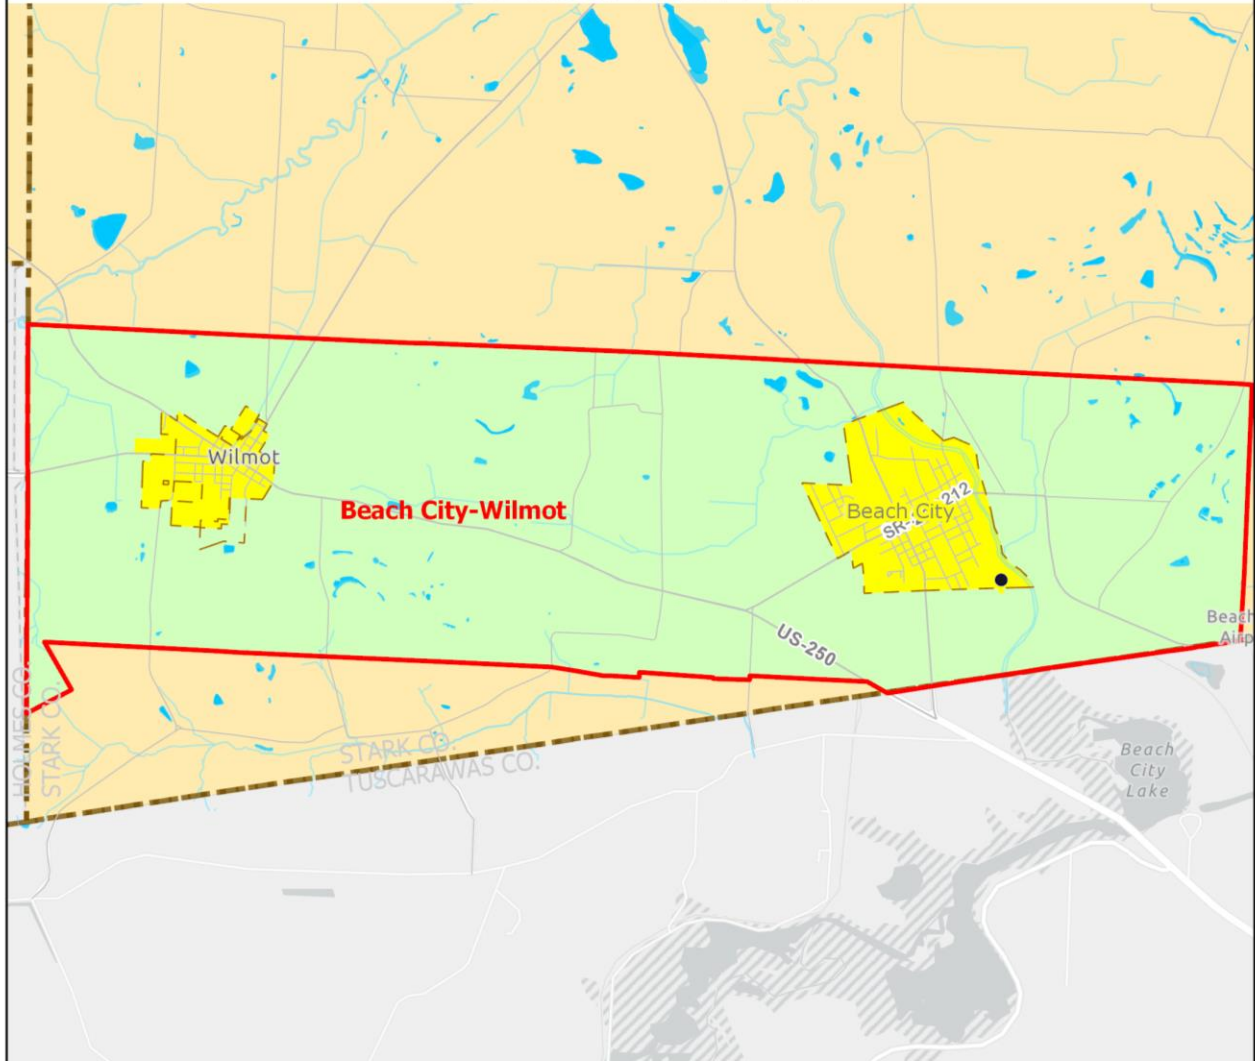 Wilmot
Beach City-Wilmot
212
Beach City
SR-
US-250
Beach
Airp
HOLMES CO.
STARK CO.
STARK CO.
TUSCARAWAS CO.
Beach
City
Lake